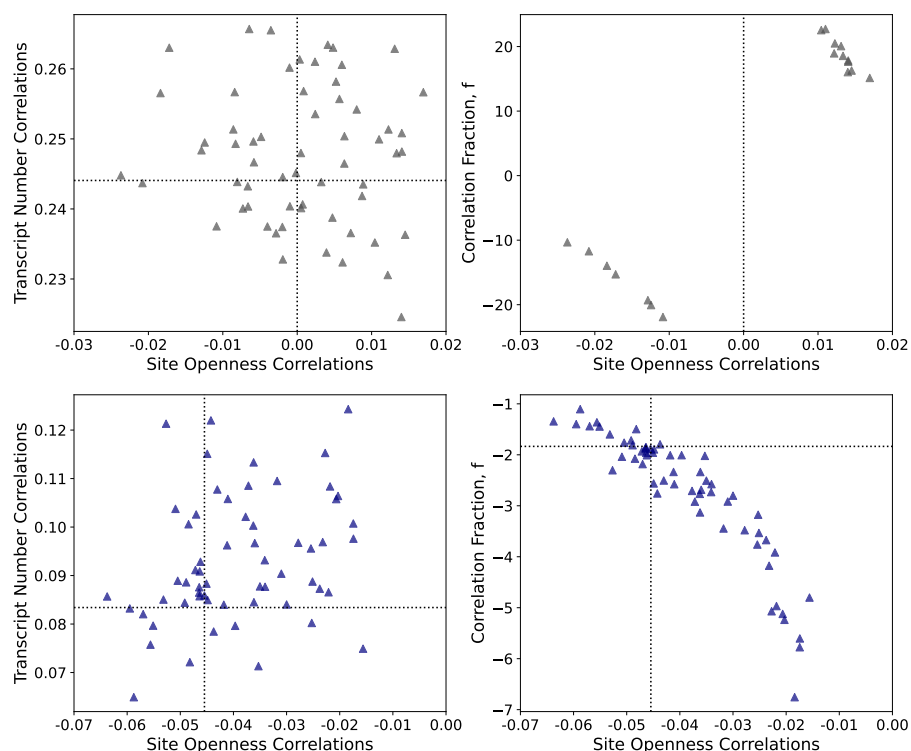 Transcript Number Correlations
0.26
0.25
0.24
0.23
-0.03 -0.02 -0.01 0.00 0.01 0.02
Site Openness Correlations
Correlation Fraction, f
20
10
0
−10
−20
-0.03 -0.02 -0.01 0.00 0.01 0.02
Site Openness Correlations
Transcript Number Correlations
0.12
0.11
0.10
0.09
0.08
0.07
-0.07 -0.06 -0.05 -0.04 -0.03 -0.02 -0.01 0.00
Site Openness Correlations
Correlation Fraction, f
−1
−2
−3
−4
−5
−6
−7
-0.07 -0.06 -0.05 -0.04 -0.03 -0.02 -0.01 0.00
Site Openness Correlations